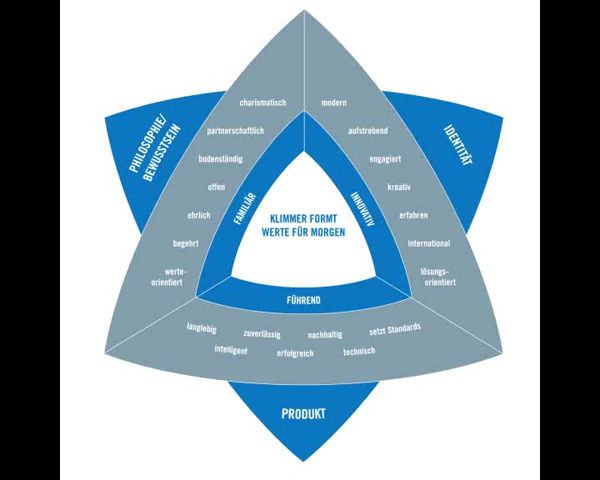 charismatisch
modern
partnerschaftlich
aufstrebend
PHILOSOPHIE/
BEWUSSTSEIN
IDENTITÄT
bodenständig
engagiert
offen
kreativ
FAMILIÄR
INNOVATIV
ehrlich
erfahren
KLIMMER FORMT
WERTE FÜR MORGEN
begehrt
international
werte-
orientiert
lösungs-
orientiert
FÜHREND
langlebig
zuverlässig
nachhaltig
setzt Standards
intelligent
erfolgreich
technisch
PRODUKT